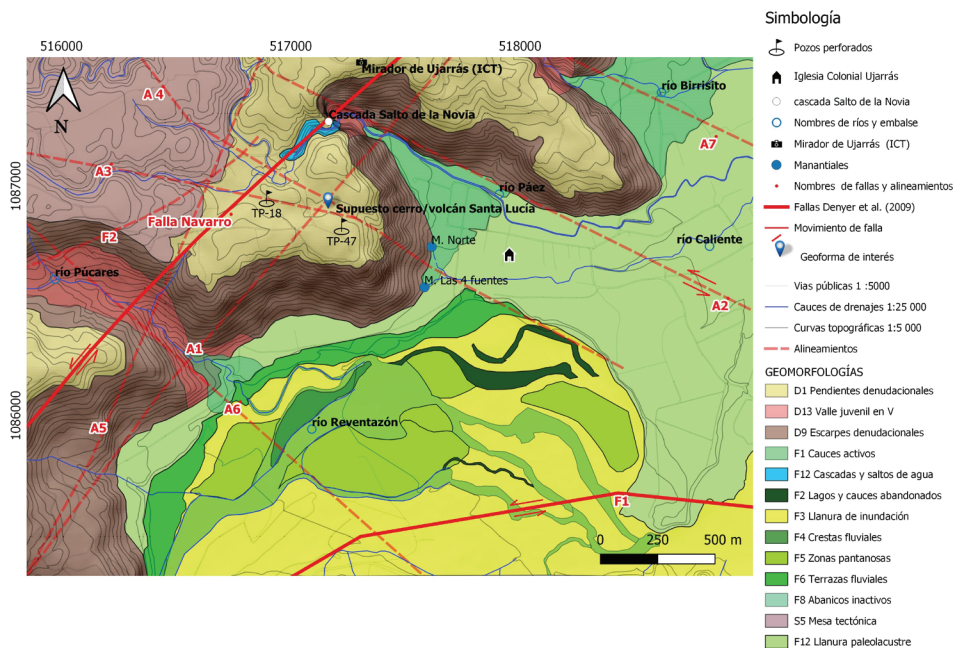 516000
517000
518000
1087000
1086000
N
A 4
Mirador de Ujarrás (ICT)
Cascada Salto de la Novia
río Birrisito
A7
A3
TP-18
Supuesto cerro/volcán Santa Lucía
río Páez
Falla Navarro
TP-47
F2
M. Norte
río Caliente
río Púcares
M. Las 4 fuentes
A2
A1
A6
A5
río Reventazón
F1
0 250 500 m
Simbología
Pozos perforados
Iglesia Colonial Ujarrás
cascada Salto de la Novia
Nombres de ríos y embalse
Mirador de Ujarrás (ICT)
Manantiales
Nombres de fallas y alineamientos
Fallas Denyer et al. (2009)
Movimiento de falla
Geoforma de interés
Vias públicas 1 :5000
Cauces de drenajes 1:25 000
Curvas topográficas 1:5 000
Alineamientos
GEOMORFOLOGÍAS
D1 Pendientes denudacionales
D13 Valle juvenil en V
D9 Escarpes denudacionales
F1 Cauces activos
F12 Cascadas y saltos de agua
F2 Lagos y cauces abandonados
F3 Llanura de inundación
F4 Crestas fluviales
F5 Zonas pantanosas
F6 Terrazas fluviales
F8 Abanicos inactivos
S5 Mesa tectónica
F12 Llanura paleolacustre